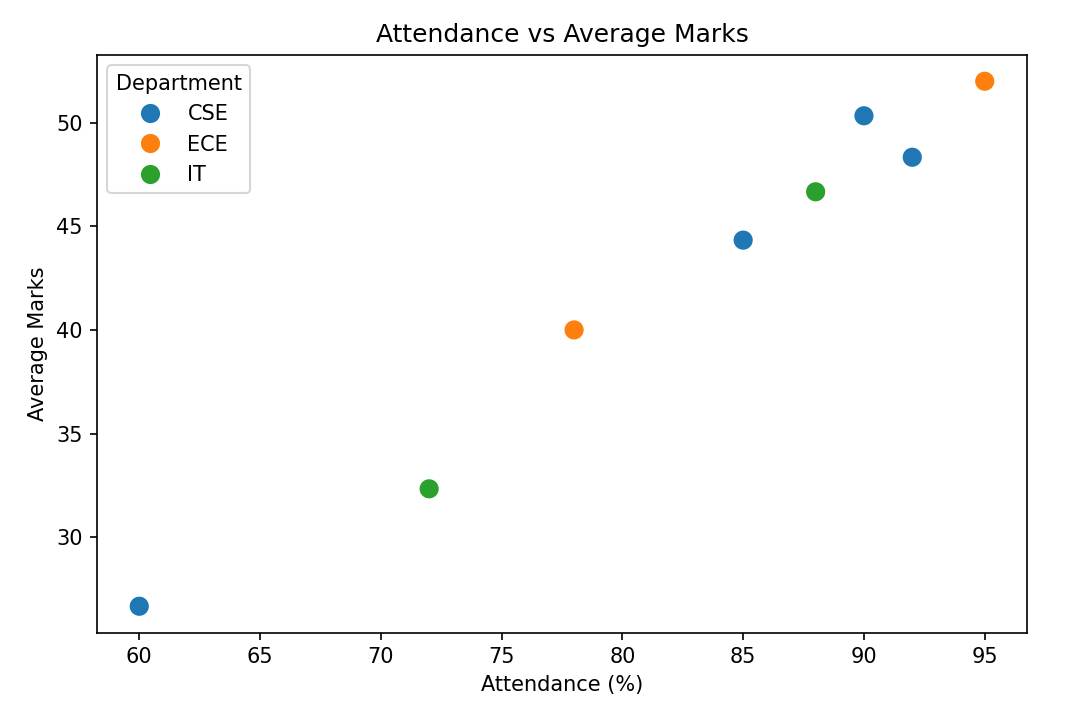 Attendance vs Average Marks
Department
CSE
ECE
IT
50
45
40
35
30
Average Marks
60 65 70 75 80 85 90 95
Attendance (%)